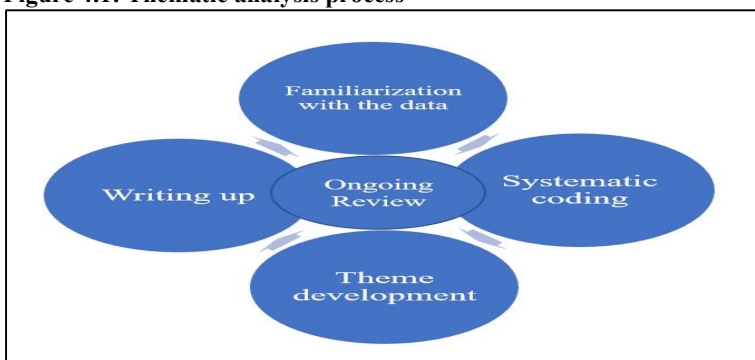 Figure 4.1: Thematic analysis process
Familiarization
with the data
Writing up
Ongoing
Review
Systematic
coding
Theme
development